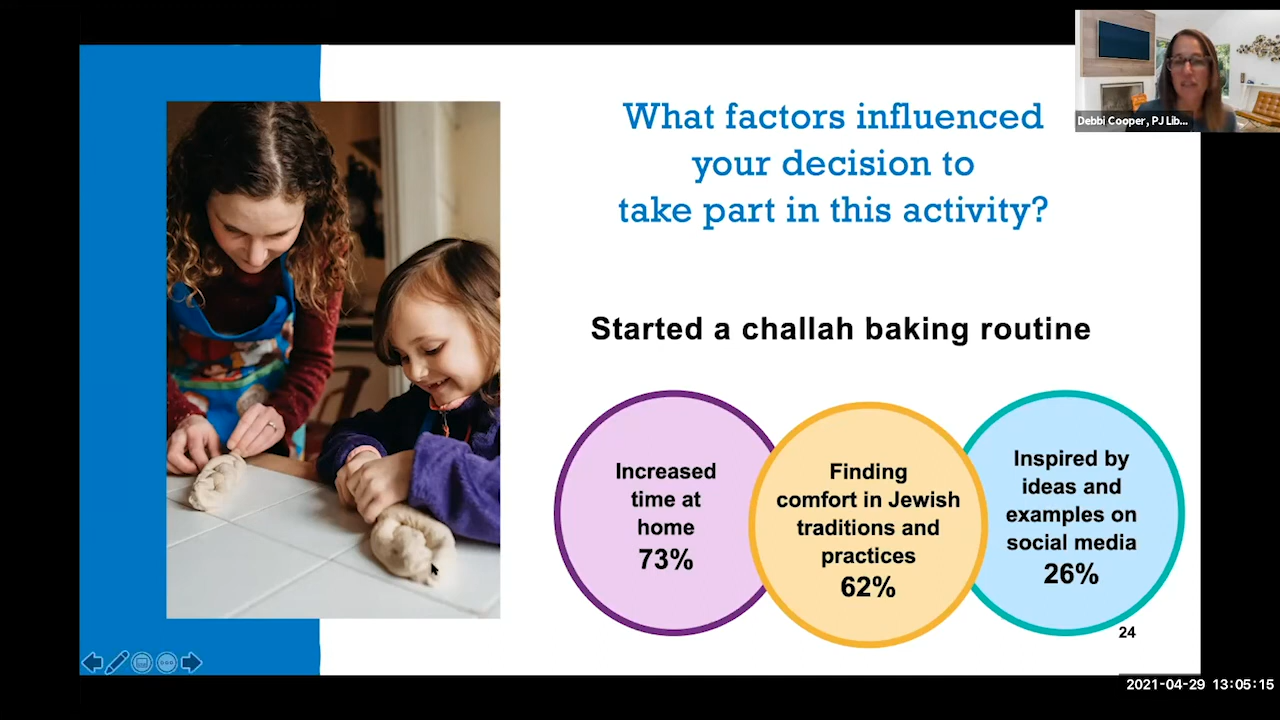 Debbi Cooper, PJ Lib...
What factors influenced
your decision to
take part in this activity?
Started a challah baking routine
Increased
time at
home
73%
Finding
comfort in Jewish
traditions and
practices
62%
Inspired by
ideas and
examples on
social media
26%
24
2021-04-29 13:05:15